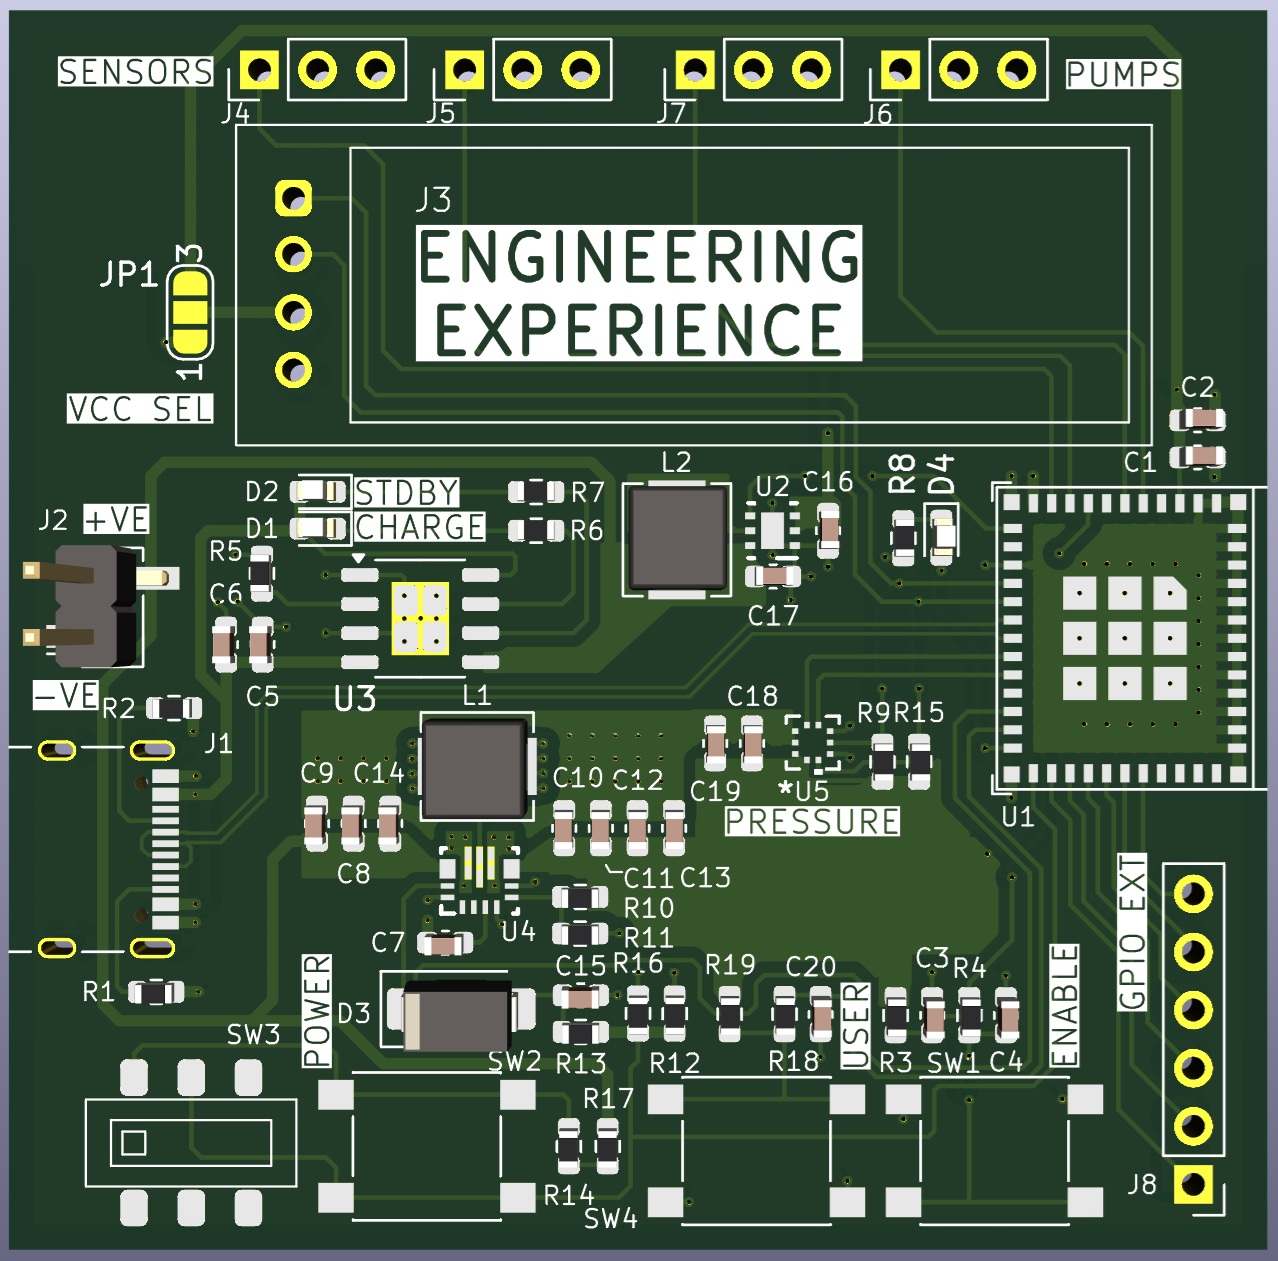 SENSORS
J4
J5
J7
J6
PUMPS
J3
ENGINEERING
EXPERIENCE
JP1
3
1
VCC SEL
C2
C1
L2
U2
C16
R8
D4
D2
STDBY
R7
D1
CHARGE
R6
J2
+VE
R5
C6
C17
-VE
R2
C5
U3
L1
C18
R9
R15
J1
C9
C14
C10
C12
C19
*
U5
U1
PRESSURE
C8
C11
C13
R10
R11
U4
C7
GPIO EXT
R1
POWER
D3
C15
R16
R19
C20
USER
C3
R4
ENABLE
SW3
SW2
R13
R12
R18
R3
SW1
C4
R17
R14
SW4
J8